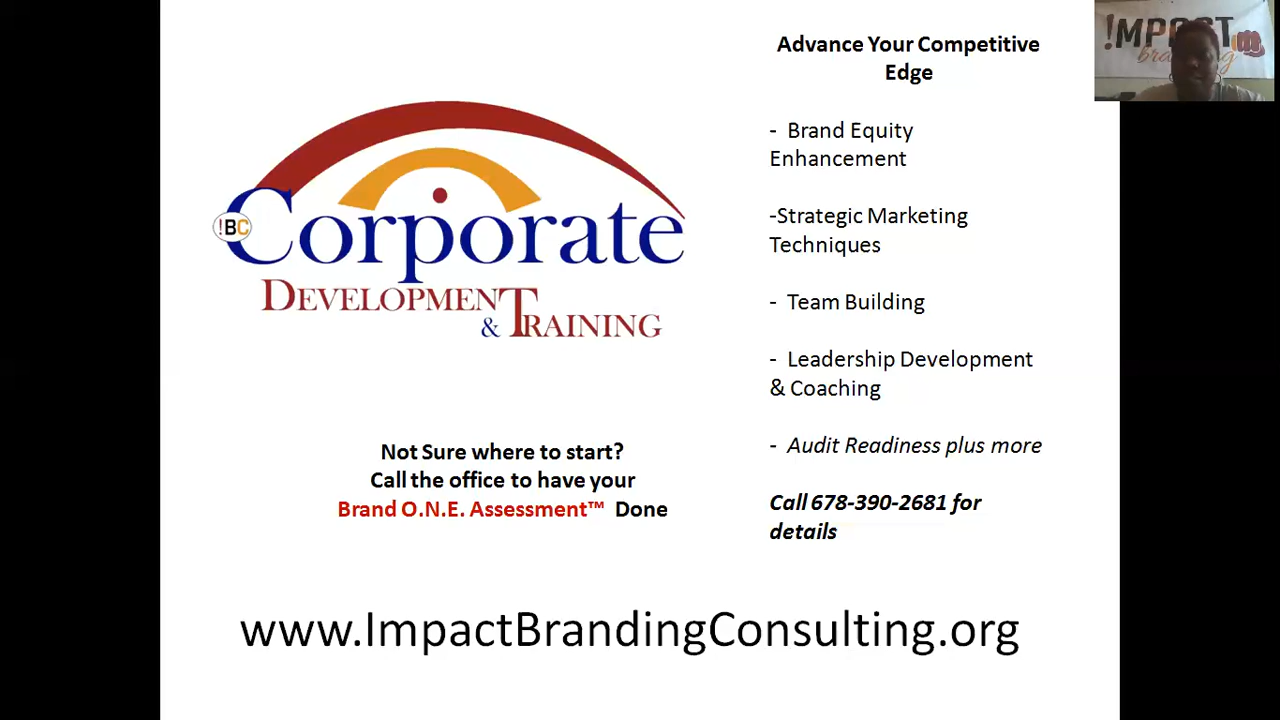 !MPACT
branding
Advance Your Competitive
Edge
- Brand Equity
Enhancement
-Strategic Marketing
Techniques
- Team Building
- Leadership Development
& Coaching
- Audit Readiness plus more
Call 678-390-2681 for
details
!BC
Corporate
DEVELOPMENT
& TRAINING
Not Sure where to start?
Call the office to have your
Brand O.N.E. Assessment™ Done
www.ImpactBrandingConsulting.org